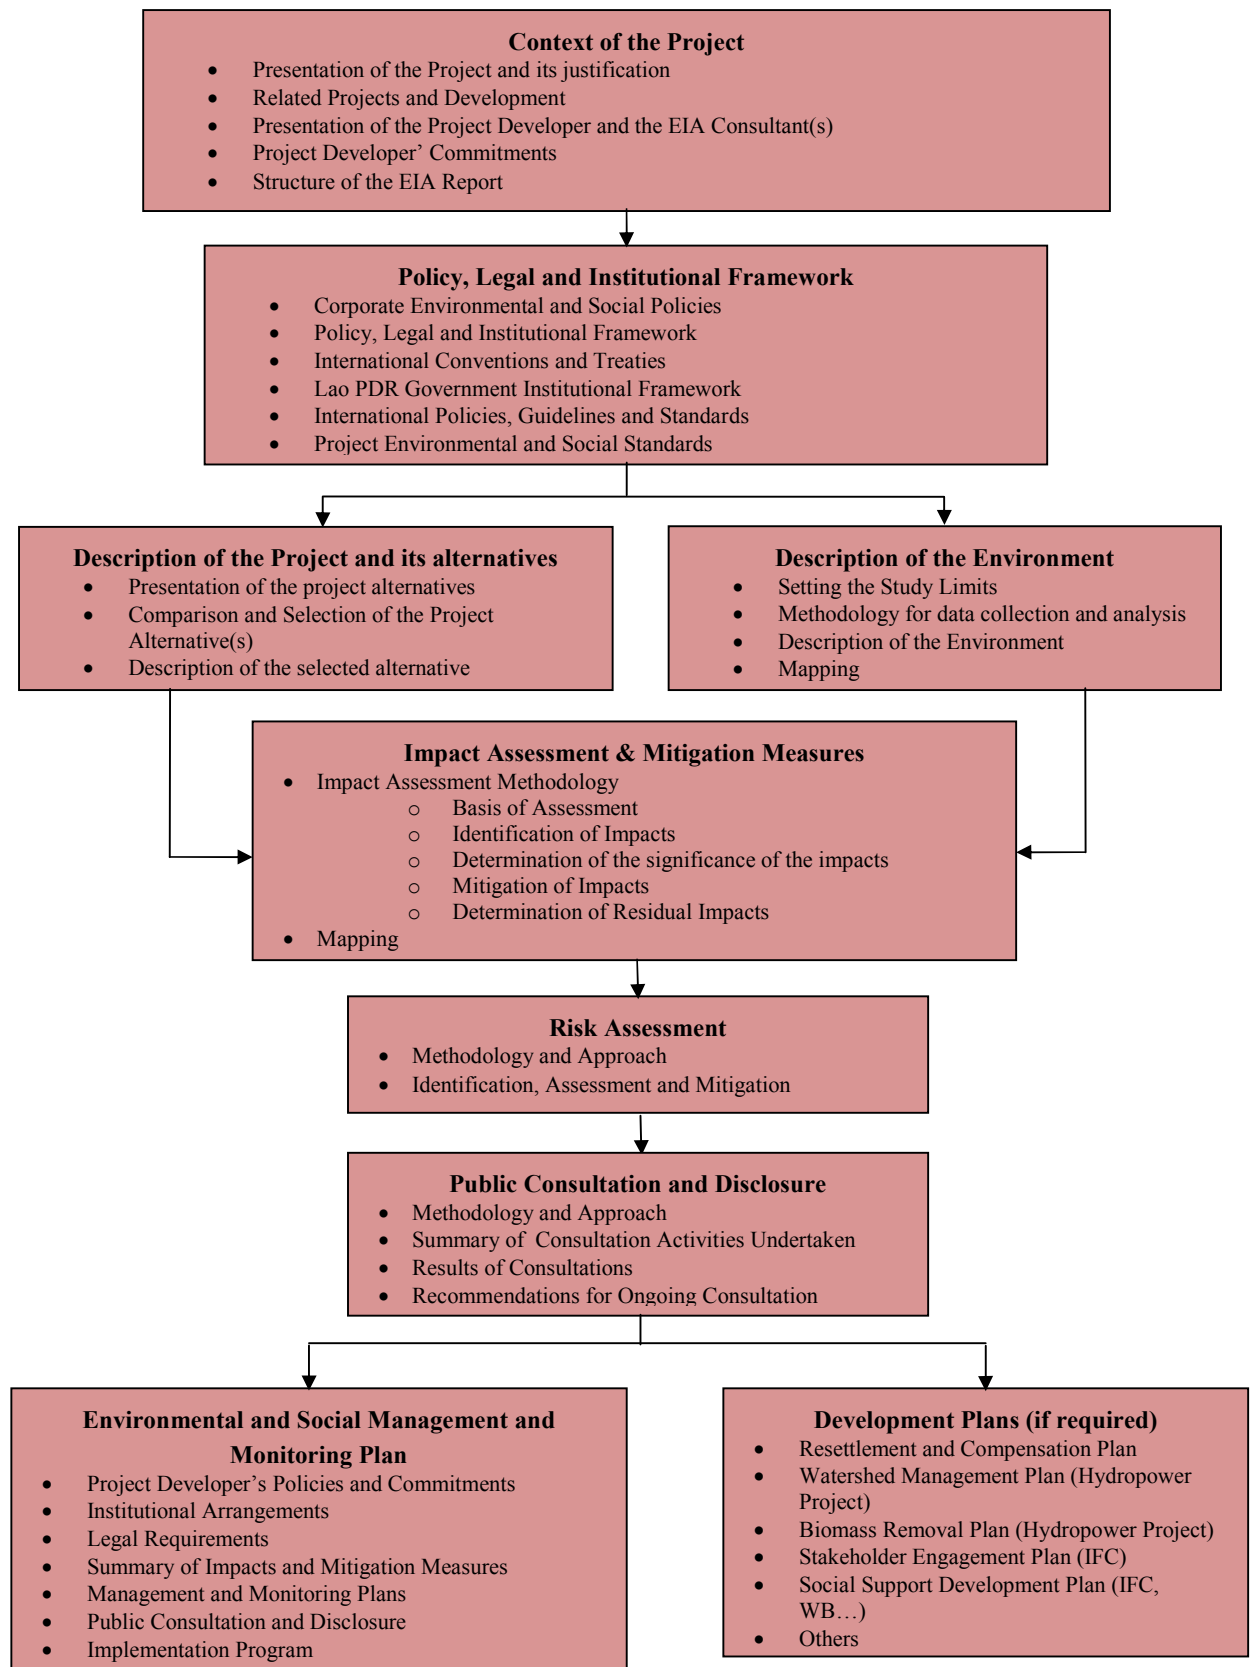 Context of the Project
• Presentation of the Project and its justification
• Related Projects and Development
• Presentation of the Project Developer and the EIA Consultant(s)
• Project Developer’ Commitments
• Structure of the EIA Report
Policy, Legal and Institutional Framework
• Corporate Environmental and Social Policies
• Policy, Legal and Institutional Framework
• International Conventions and Treaties
• Lao PDR Government Institutional Framework
• International Policies, Guidelines and Standards
• Project Environmental and Social Standards
Description of the Project and its alternatives
• Presentation of the project alternatives
• Comparison and Selection of the Project
Alternative(s)
• Description of the selected alternative
Description of the Environment
• Setting the Study Limits
• Methodology for data collection and analysis
• Description of the Environment
• Mapping
Impact Assessment & Mitigation Measures
• Impact Assessment Methodology
o Basis of Assessment
o Identification of Impacts
o Determination of the significance of the impacts
o Mitigation of Impacts
o Determination of Residual Impacts
• Mapping
Risk Assessment
• Methodology and Approach
• Identification, Assessment and Mitigation
Public Consultation and Disclosure
• Methodology and Approach
• Summary of Consultation Activities Undertaken
• Results of Consultations
• Recommendations for Ongoing Consultation
Environmental and Social Management and
Monitoring Plan
• Project Developer’s Policies and Commitments
• Institutional Arrangements
• Legal Requirements
• Summary of Impacts and Mitigation Measures
• Management and Monitoring Plans
• Public Consultation and Disclosure
• Implementation Program
Development Plans (if required)
• Resettlement and Compensation Plan
• Watershed Management Plan (Hydropower
Project)
• Biomass Removal Plan (Hydropower Project)
• Stakeholder Engagement Plan (IFC)
• Social Support Development Plan (IFC,
WB…)
• Others